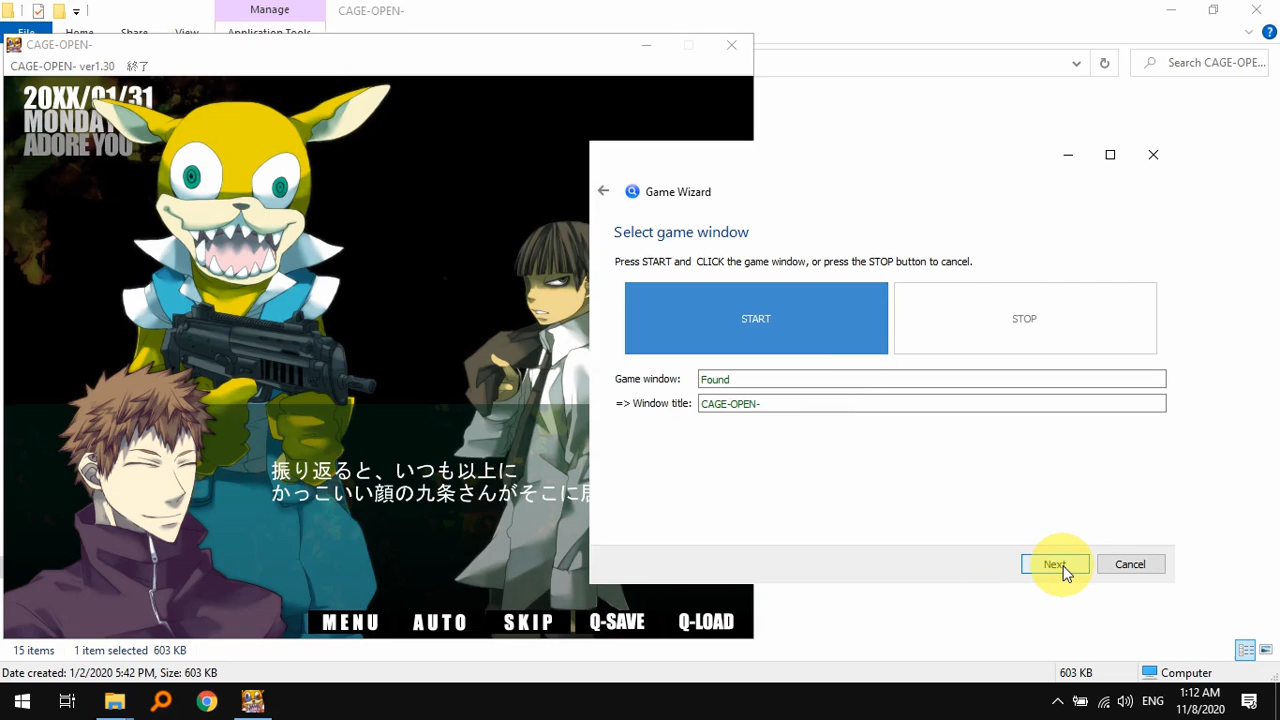 Manage
CAGE-OPEN-
File
Home
Share
View
Application Tools
CAGE-OPEN-
CAGE-OPEN- ver1.30
終了
Search CAGE-OPE...
20XX/01/31
MONDAY
ADORE YOU
Game Wizard
Select game window
Press START and CLICK the game window, or press the STOP button to cancel.
START
STOP
Game window:
Found
=> Window title:
CAGE-OPEN-
振り返ると、いつも以上に
かっこいい顔の九条さんがそこに
Next
Cancel
MENU
AUTO
SKIP
Q-SAVE
Q-LOAD
15 items
1 item selected 603 KB
Date created: 1/2/2020 5:42 PM, Size: 603 KB
603 KB
Computer
ENG
1:12 AM
11/8/2020